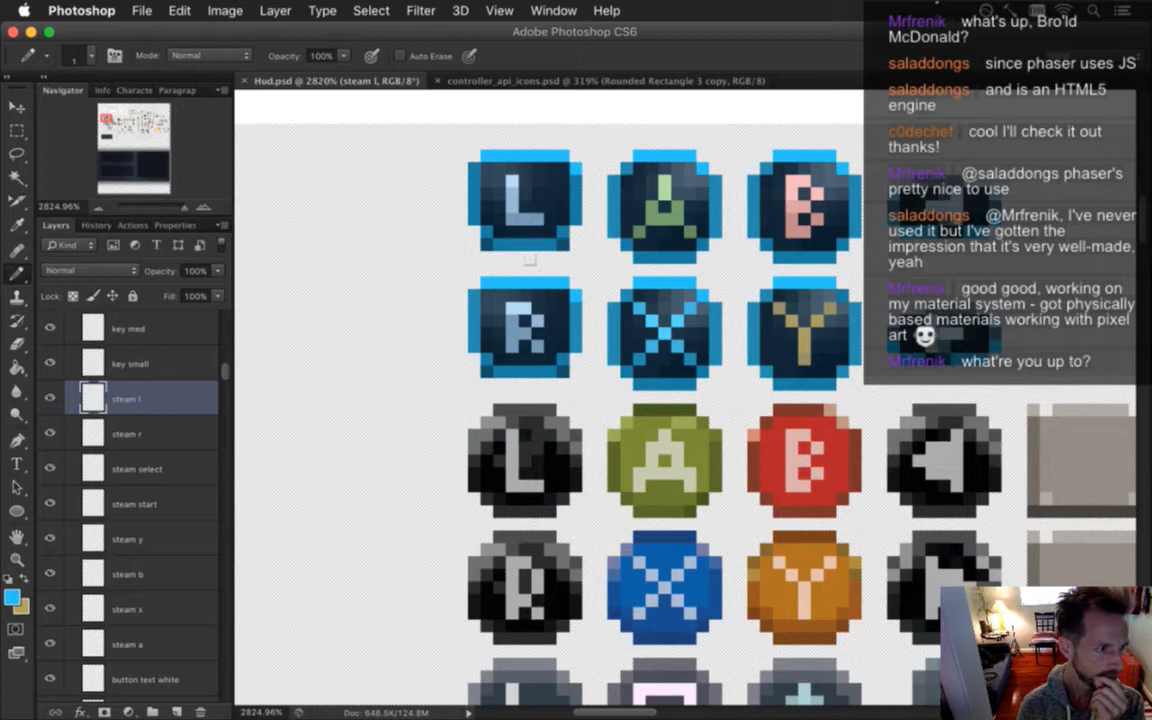 Photoshop File Edit Image Layer Type Select Filter 3D View Window Help
Adobe Photoshop CS6
1 Mode: Normal Opacity: 100% Auto Erase
Hud.psd @ 2820% (steam l, RGB/8*) controller_api_icons.psd @ 319% (Rounded Rectangle 3 copy, RGB/8)
Navigator Info Characte Paragrap
2824.96%
Layers History Actions Properties
Kind
Normal Opacity: 100%
Lock: Fill: 100%
key med
key small
steam l
steam r
steam select
steam start
steam y
steam b
steam x
steam a
button text white
fx
L A B
R X Y
L A B
R X Y
2824.96% Doc: 648.5K/124.8M
Mrfrenik what's up, Bro'ld
McDonald?
saladdongs since phaser uses JS
saladdongs and is an HTML5
engine
c0dechef cool I'll check it out
thanks!
Mrfrenik @saladdongs phaser's
pretty nice to use
saladdongs @Mrfrenik, I've never
used it but I've gotten the
impression that it's very well-made,
yeah
Mrfrenik good good, working on
my material system - got physically
based materials working with pixel
art
Mrfrenik what're you up to?